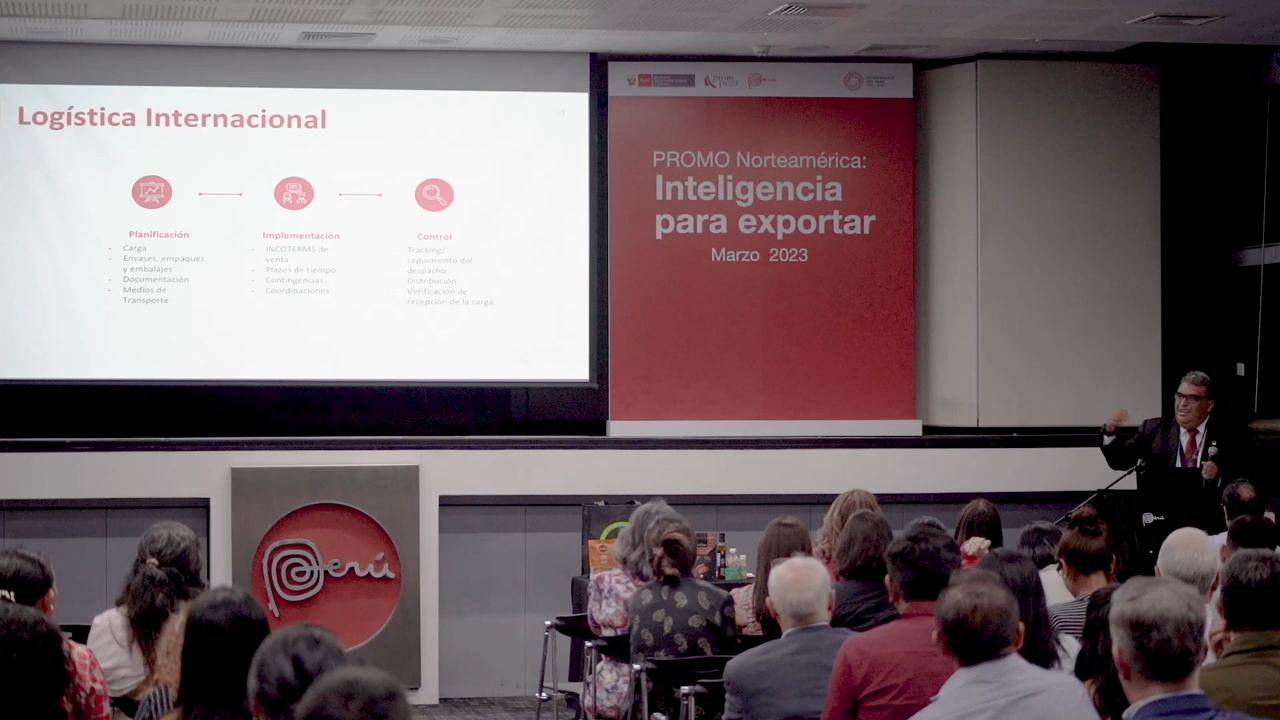 Logística Internacional
Planificación
- Carga
- Envases, empaques
y embalajes
- Documentación
- Medios de
Transporte
Implementación
- INCOTERMS de
venta
- Plazos de tiempo
- Contingencias
- Coordinaciones
Control
Tracking/
seguimiento del
despacho
Distribución
Verificación de
recepción de la carga
PROMO Norteamérica:
Inteligencia
para exportar
Marzo 2023
Perú